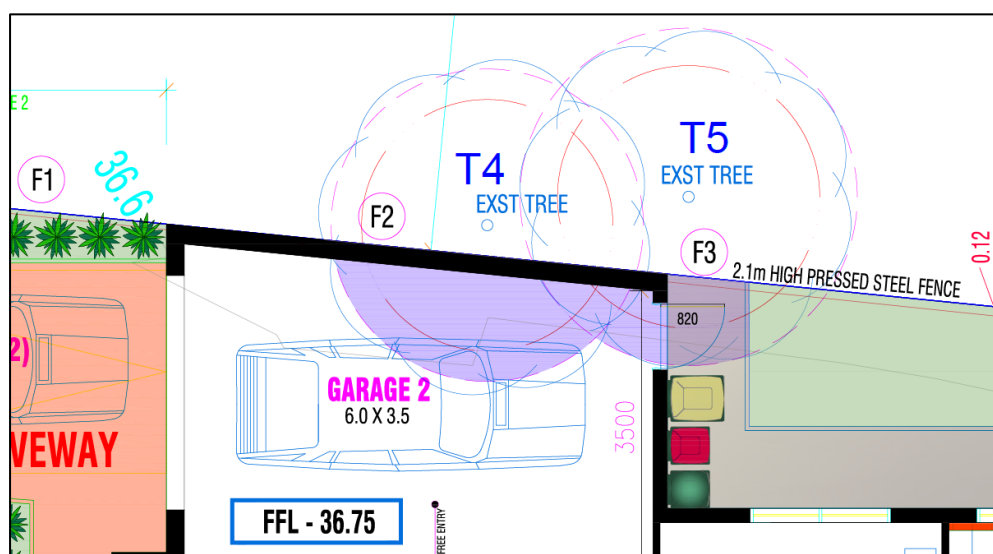 E 2
F1
36.6
T4
EXST TREE
T5
EXST TREE
F2
F3
2.1m HIGH PRESSED STEEL FENCE
0.12
820
2)
GARAGE 2
6.0 X 3.5
3500
VEWAY
FFL - 36.75
FREE ENTRY